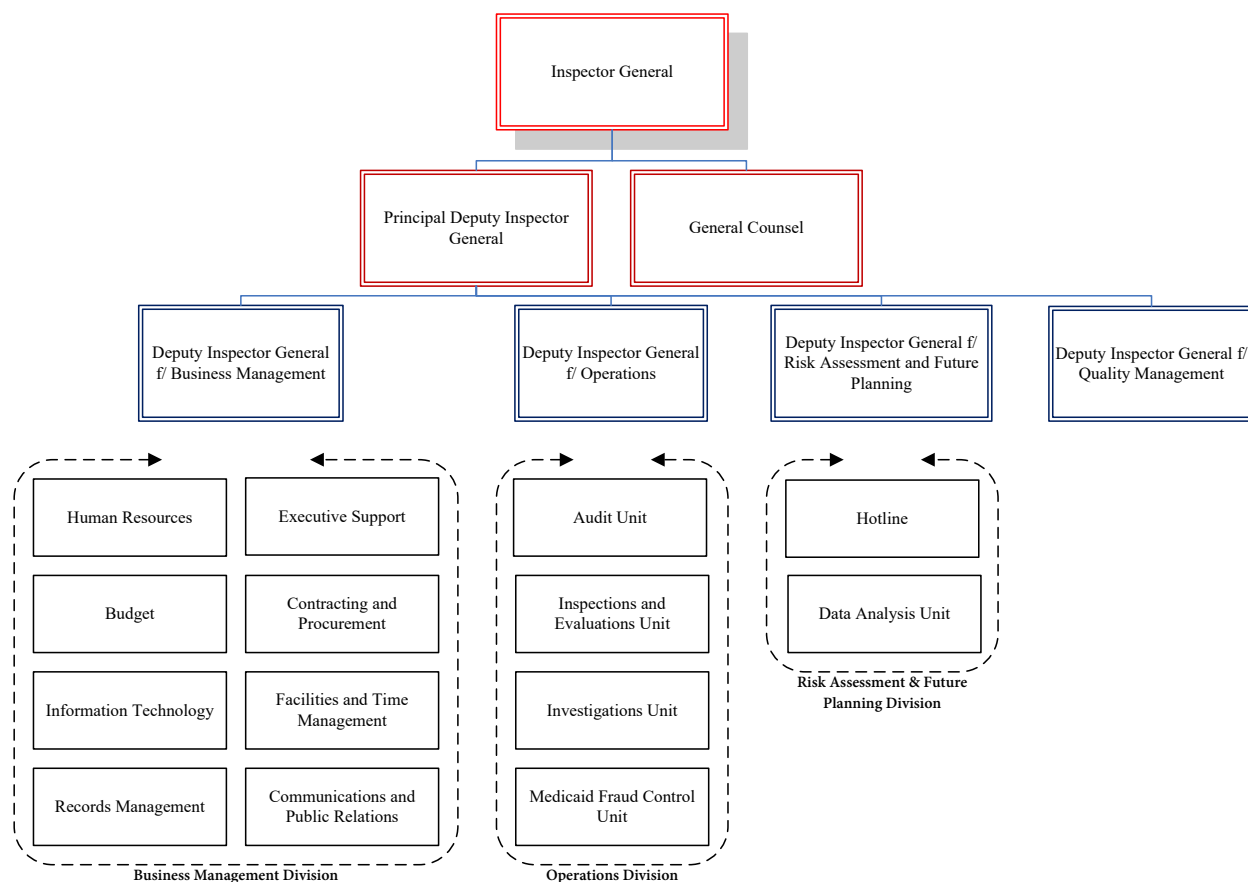 Inspector General
Principal Deputy Inspector
General
General Counsel
Deputy Inspector General
f/ Business Management
Deputy Inspector General
f/ Operations
Deputy Inspector General f/
Risk Assessment and Future
Planning
Deputy Inspector General f/
Quality Management
Human Resources
Executive Support
Budget
Contracting and
Procurement
Information Technology
Facilities and Time
Management
Records Management
Communications and
Public Relations
Business Management Division
Audit Unit
Inspections and
Evaluations Unit
Investigations Unit
Medicaid Fraud Control
Unit
Operations Division
Hotline
Data Analysis Unit
Risk Assessment & Future
Planning Division